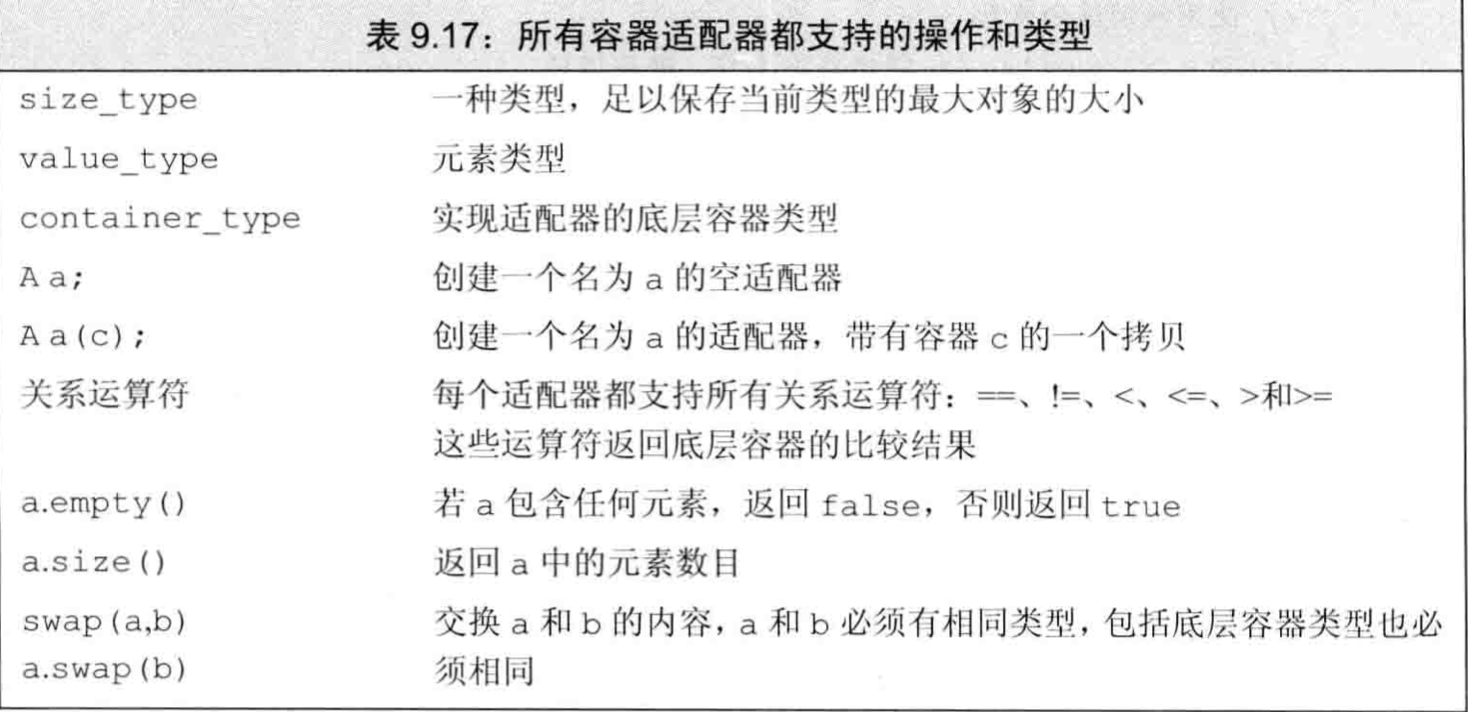 表 9.17：所有容器适配器都支持的操作和类型
size_type 一种类型，足以保存当前类型的最大对象的大小
value_type 元素类型
container_type 实现适配器的底层容器类型
A a; 创建一个名为 a 的空适配器
A a(c); 创建一个名为 a 的适配器，带有容器 c 的一个拷贝
关系运算符 每个适配器都支持所有关系运算符：==、!=、<、<=、>和>=
这些运算符返回底层容器的比较结果
a.empty() 若 a 包含任何元素，返回 false，否则返回 true
a.size() 返回 a 中的元素数目
swap(a,b) 交换 a 和 b 的内容，a 和 b 必须有相同类型，包括底层容器类型也必
a.swap(b) 须相同